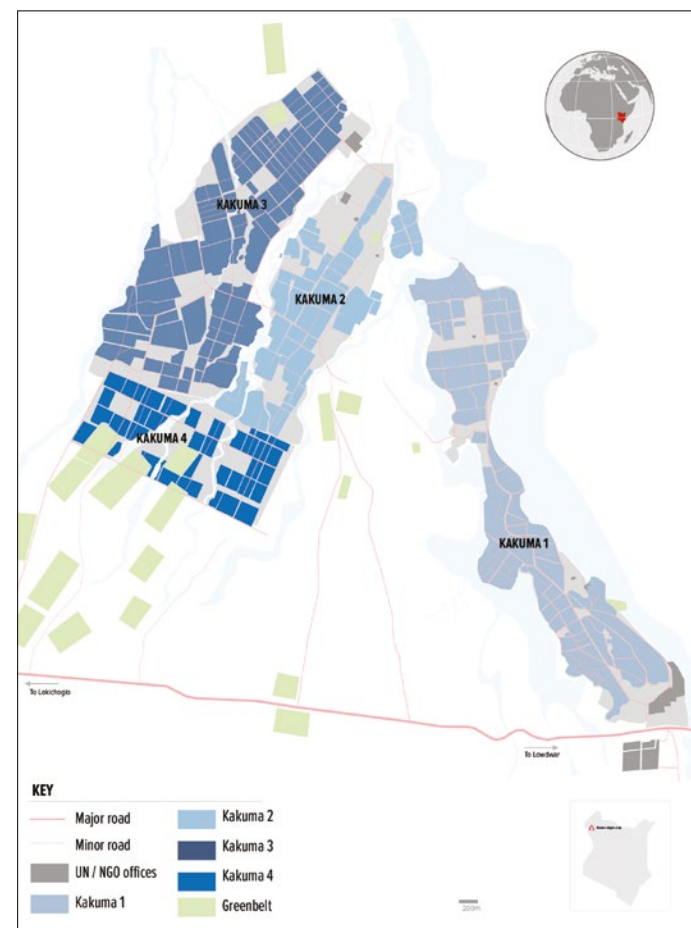 KAKUMA 3
KAKUMA 2
KAKUMA 4
KAKUMA 1
To Lokichogio
To Lowdwar
KEY
Major road
Minor road
UN / NGO offices
Kakuma 1
Kakuma 2
Kakuma 3
Kakuma 4
Greenbelt
200m